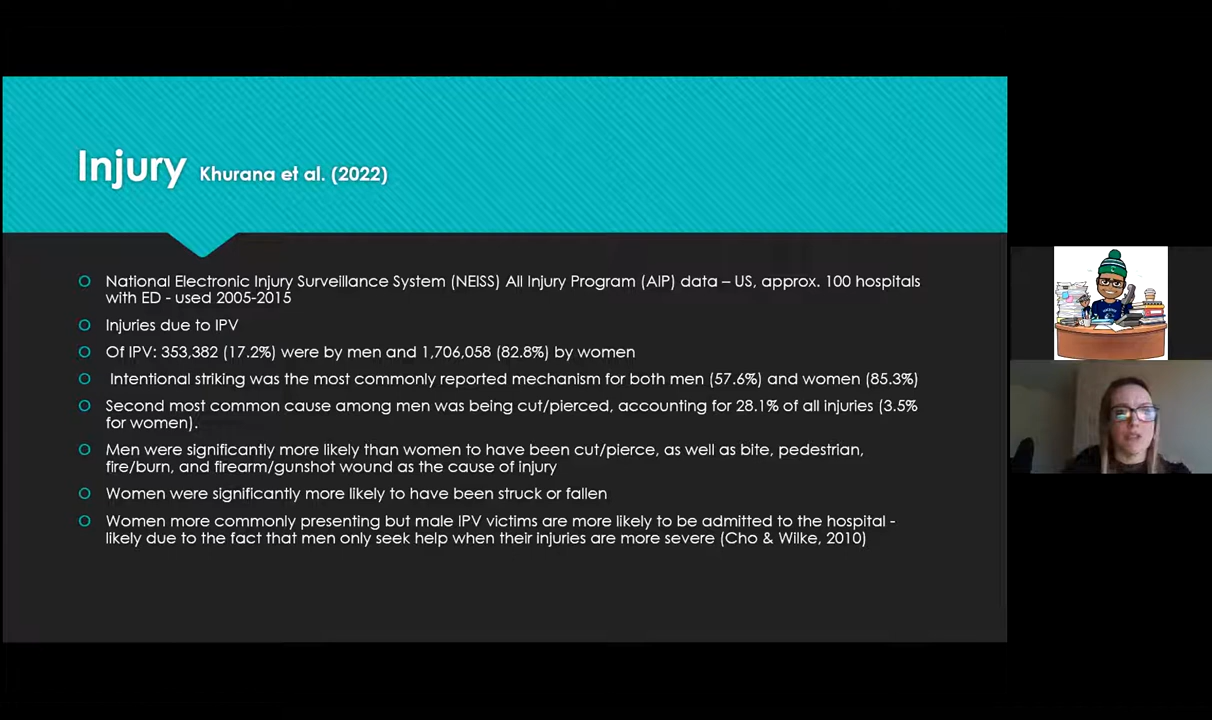 Injury Khurana et al. (2022)
O National Electronic Injury Surveillance System (NEISS) All Injury Program (AIP) data – US, approx. 100 hospitals
with ED - used 2005-2015
O Injuries due to IPV
O Of IPV: 353,382 (17.2%) were by men and 1,706,058 (82.8%) by women
O Intentional striking was the most commonly reported mechanism for both men (57.6%) and women (85.3%)
O Second most common cause among men was being cut/pierced, accounting for 28.1% of all injuries (3.5%
for women).
O Men were significantly more likely than women to have been cut/pierce, as well as bite, pedestrian,
fire/burn, and firearm/gunshot wound as the cause of injury
O Women were significantly more likely to have been struck or fallen
O Women more commonly presenting but male IPV victims are more likely to be admitted to the hospital -
likely due to the fact that men only seek help when their injuries are more severe (Cho & Wilke, 2010)